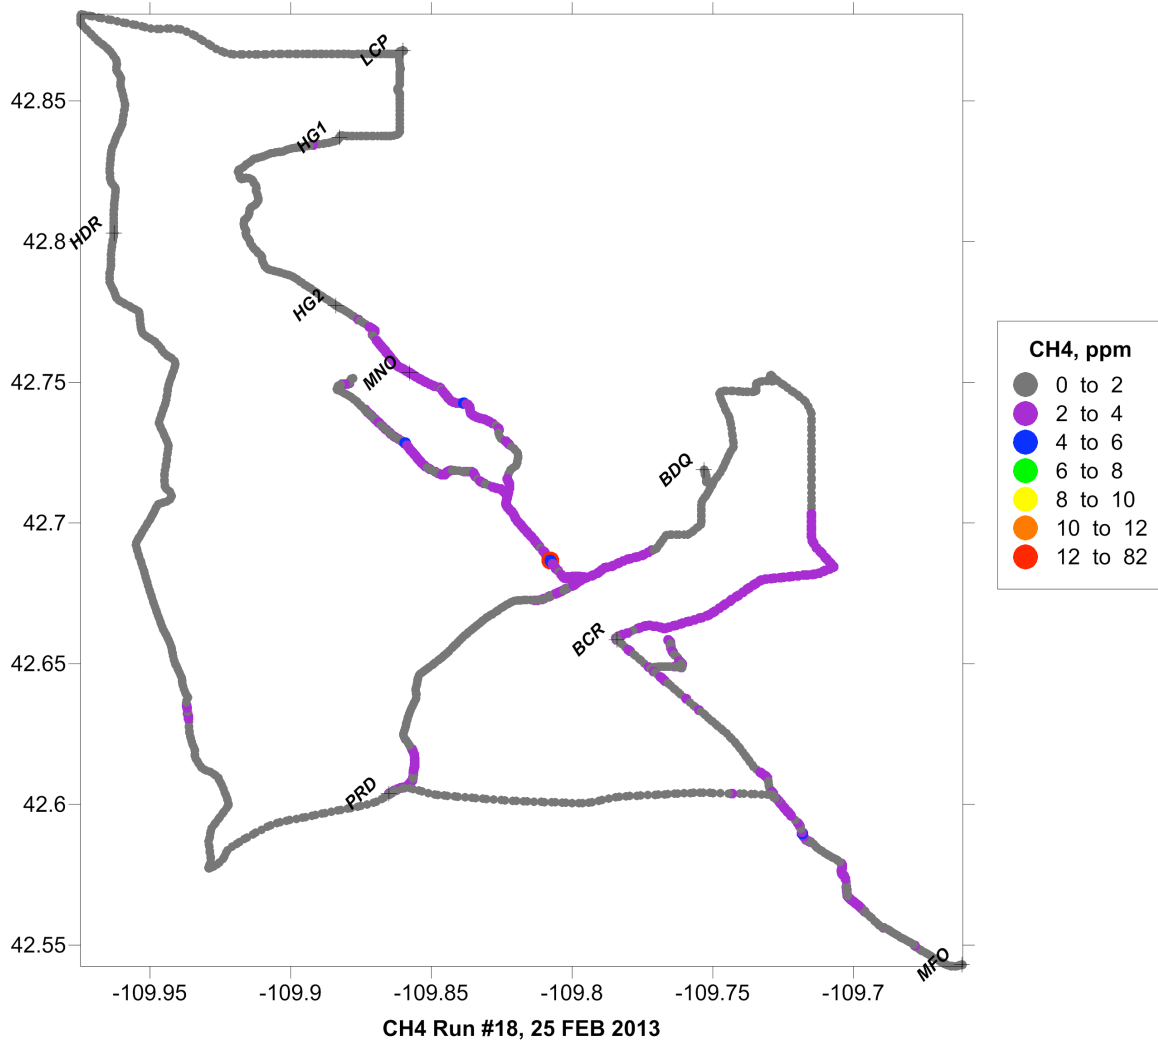 LCP
42.85
HG1
42.8
HDR
HG2
CH4, ppm
0 to 2
2 to 4
4 to 6
6 to 8
8 to 10
10 to 12
12 to 82
MNO
42.75
BDQ
42.7
BCR
42.65
PRD
42.6
42.55
MFO
-109.95
-109.9
-109.85
-109.8
-109.75
-109.7
CH4 Run #18, 25 FEB 2013